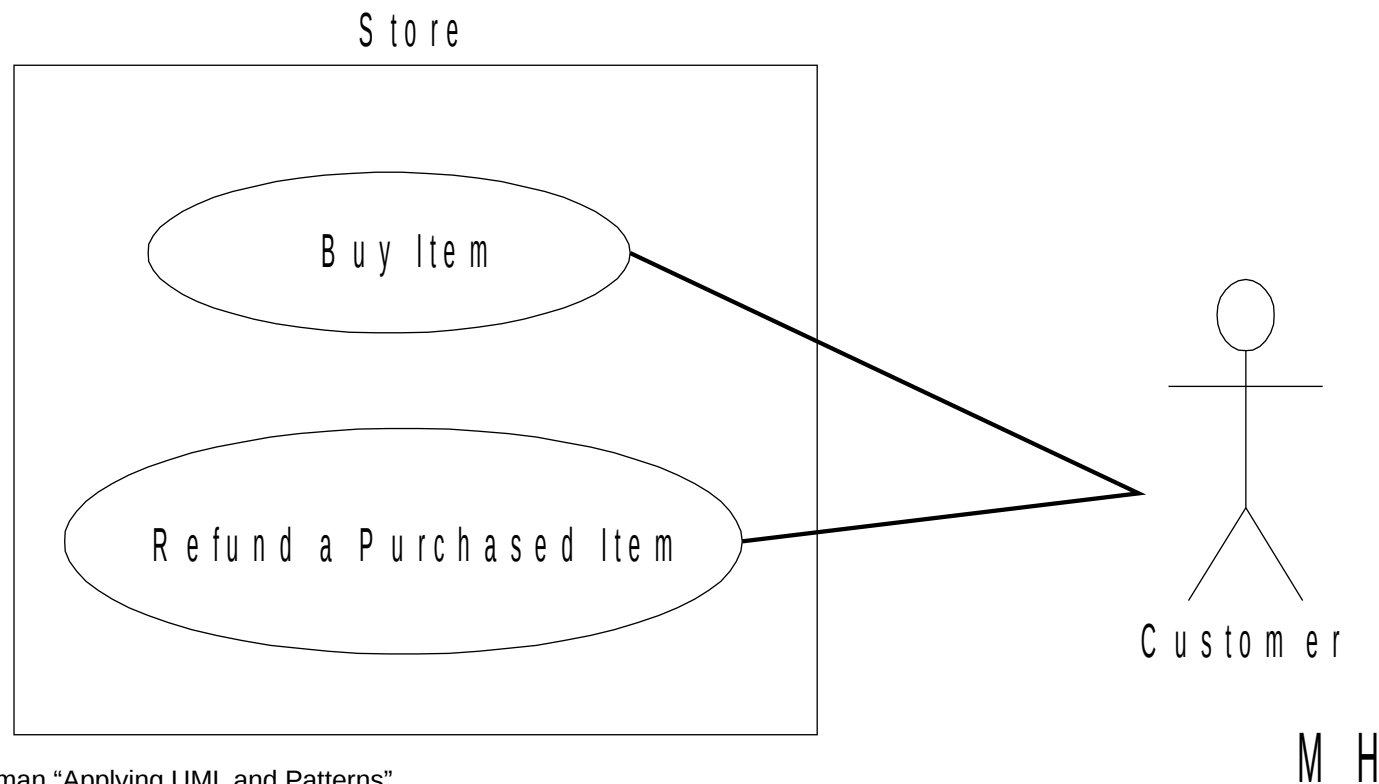 Store
Buy Item
Refund a Purchased Item
Customer
M H
man “Applying UML and Patterns”